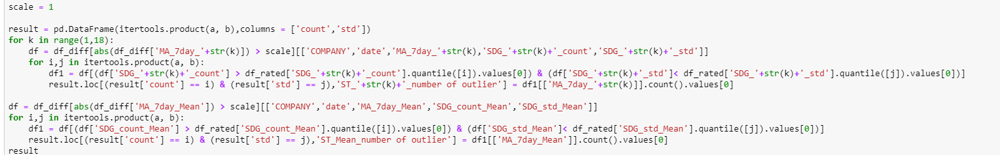 scale = 1
result = pd.DataFrame(itertools.product(a, b),columns = ['count','std'])
for k in range(1,18):
    df = df_diff[abs(df_diff['MA_7day_'+str(k)]) > scale][['COMPANY','date','MA_7day_'+str(k),'SDG_'+str(k)+'_count','SDG_'+str(k)+'_std']]
    for i,j in itertools.product(a, b):
        df1 = df[(df['SDG_'+str(k)+'_count'] > df_rated['SDG_'+str(k)+'_count'].quantile([i]).values[0]) & (df['SDG_'+str(k)+'_std']< df_rated['SDG_'+str(k)+'_std'].quantile([j]).values[0])]
        result.loc[(result['count'] == i) & (result['std'] == j),'ST_'+str(k)+'_number of outlier'] = df1[['MA_7day_'+str(k)]].count().values[0]
df = df_diff[abs(df_diff['MA_7day_Mean']) > scale][['COMPANY','date','MA_7day_Mean','SDG_count_Mean','SDG_std_Mean']]
for i,j in itertools.product(a, b):
    df1 = df[(df['SDG_count_Mean'] > df_rated['SDG_count_Mean'].quantile([i]).values[0]) & (df['SDG_std_Mean']< df_rated['SDG_std_Mean'].quantile([j]).values[0])]
    result.loc[(result['count'] == i) & (result['std'] == j),'ST_Mean_number of outlier'] = df1[['MA_7day_Mean']].count().values[0]
result